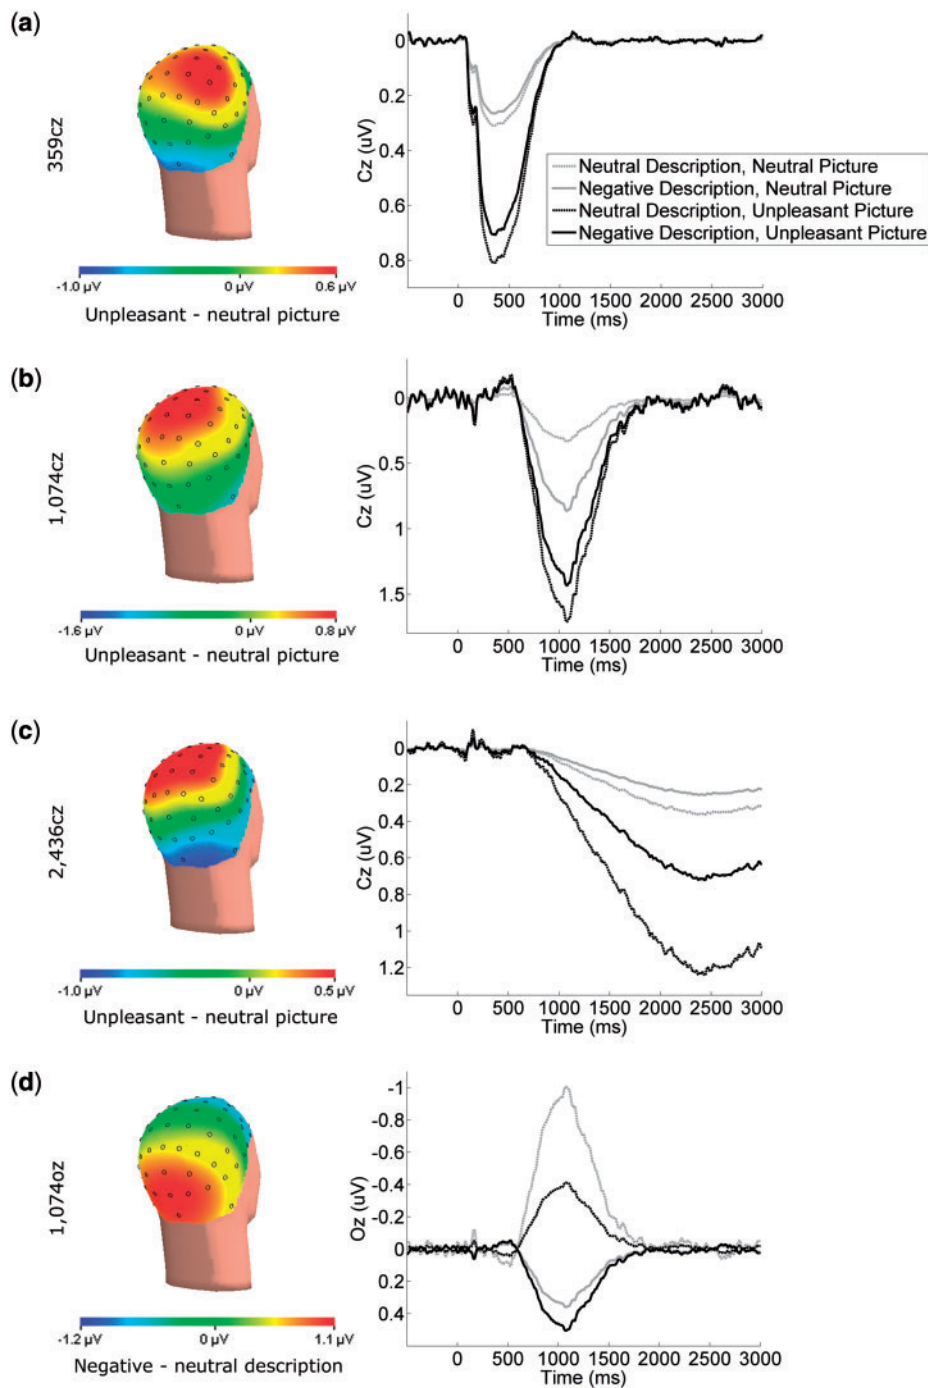 (a)
359cz
-1.0 µV 0 µV 0.6 µV
Unpleasant - neutral picture
Cz (uV)
0
0.2
0.4
0.6
0.8
Neutral Description, Neutral Picture
Negative Description, Neutral Picture
Neutral Description, Unpleasant Picture
Negative Description, Unpleasant Picture
0 500 1000 1500 2000 2500 3000
Time (ms)
(b)
1,074cz
-1.6 µV 0 µV 0.8 µV
Unpleasant - neutral picture
Cz (uV)
0
0.5
1
1.5
0 500 1000 1500 2000 2500 3000
Time (ms)
(c)
2,436cz
-1.0 µV 0 µV 0.5 µV
Unpleasant - neutral picture
Cz (uV)
0
0.2
0.4
0.6
0.8
1
1.2
0 500 1000 1500 2000 2500 3000
Time (ms)
(d)
1,074oz
-1.2 µV 0 µV 1.1 µV
Negative - neutral description
Oz (uV)
-1
-0.8
-0.6
-0.4
-0.2
0
0.2
0.4
0 500 1000 1500 2000 2500 3000
Time (ms)